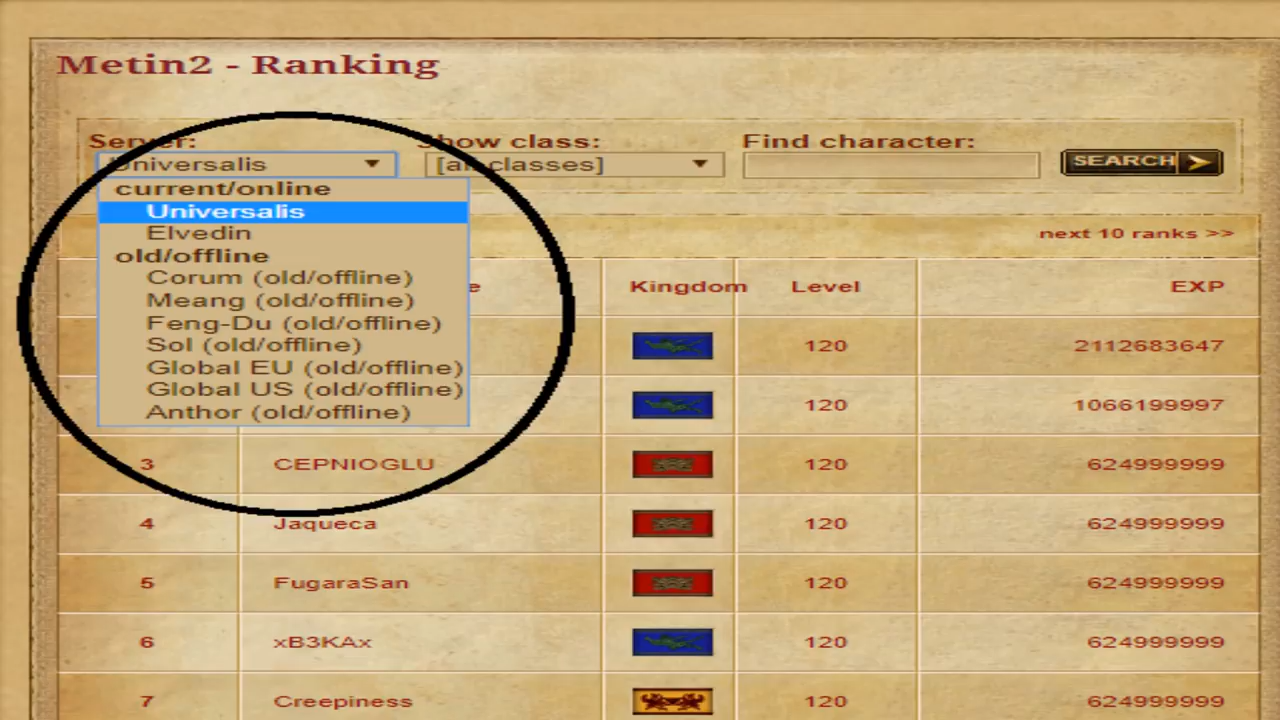 Metin2 - Ranking
Server: Show class: Find character:
Universalis [all classes] SEARCH
current/online
Universalis
Elvedin
next 10 ranks >>
old/offline
Corum (old/offline)
Meang (old/offline)
Feng-Du (old/offline)
Sol (old/offline)
Global EU (old/offline)
Global US (old/offline)
Anthor (old/offline)
Kingdom Level EXP
120 2112683647
120 1066199997
3 CEPNIOGLU 120 624999999
4 Jaqueca 120 624999999
5 FugaraSan 120 624999999
6 xB3KAx 120 624999999
7 Creepiness 120 624999999